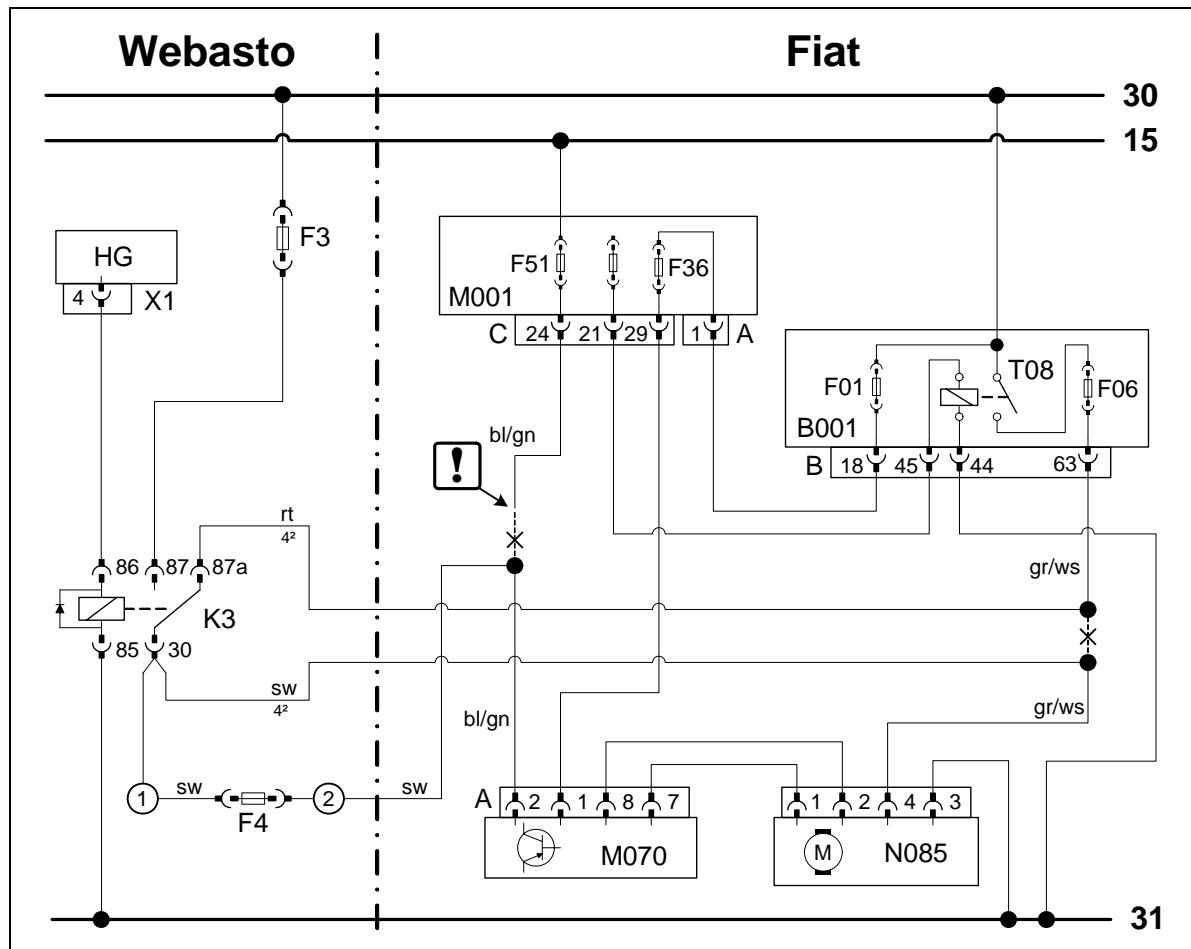 Webasto
Fiat
30
15
F3
HG
4
X1
F51
F36
M001
C
24
21
29
1
A
T08
F01
F06
B001
B
18
45
44
63
bl/gn
!
rt
4²
86
87
87a
gr/ws
K3
85
30
sw
4²
bl/gn
gr/ws
1
sw
F4
2
sw
A
2
1
8
7
1
2
4
3
M070
M
N085
31